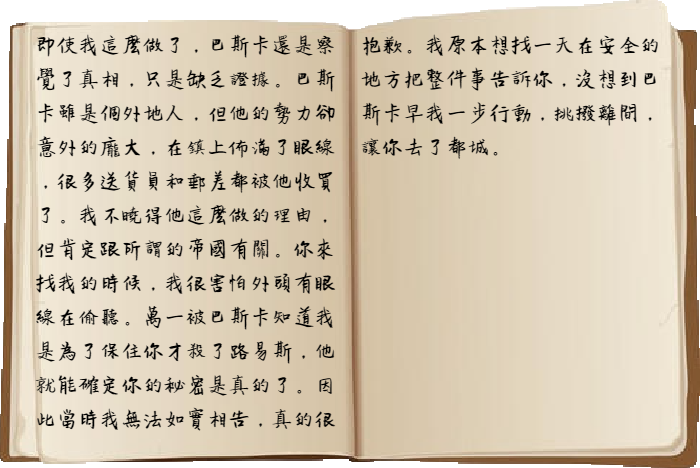 即使我這麼做了，巴斯卡還是察
覺了真相，只是缺乏證據。巴斯
卡雖是個外地人，但他的勢力卻
意外的龐大，在鎮上佈滿了眼線
，很多送貨員和郵差都被他收買
了。我不曉得他這麼做的理由，
但肯定跟所謂的帝國有關。你來
找我的時候，我很害怕外頭有眼
線在偷聽。萬一被巴斯卡知道我
是為了保住你才殺了路易斯，他
就能確定你的秘密是真的了。因
此當時我無法如實相告，真的很
抱歉。我原本想找一天在安全的
地方把整件事告訴你，沒想到巴
斯卡早我一步行動，挑撥離間，
讓你去了都城。